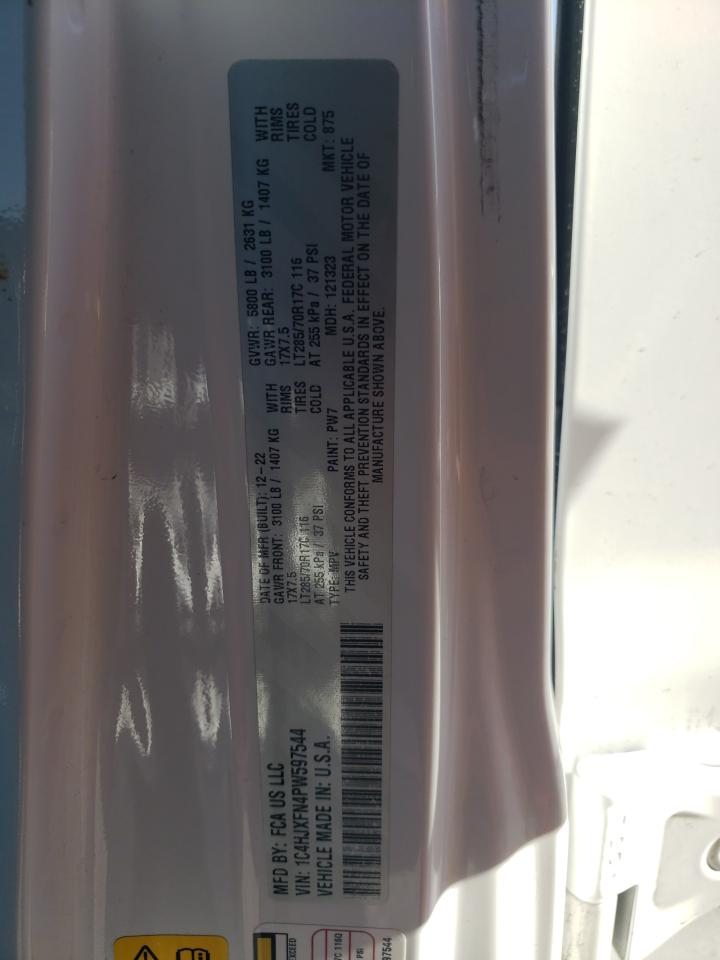 MFD BY: FCA US LLC
VIN: 1C4HJXFN4PW597544
VEHICLE MADE IN: U.S.A.
DATE OF MFR (BUILT): 12-22
GAWR FRONT: 3100 LB / 1407 KG WITH
17X7.5 RIMS
LT285/70R17C 116 TIRES
AT 255 kPa / 37 PSI COLD
TYPE: MPV PAINT: PW7
GVWR: 5800 LB / 2631 KG
GAWR REAR: 3100 LB / 1407 KG WITH
17X7.5 RIMS
LT285/70R17C 116 TIRES
AT 255 kPa / 37 PSI COLD
MDH: 121323 MKT: 875
THIS VEHICLE CONFORMS TO ALL APPLICABLE U.S.A. FEDERAL MOTOR VEHICLE
SAFETY AND THEFT PREVENTION STANDARDS IN EFFECT ON THE DATE OF
MANUFACTURE SHOWN ABOVE.
EXCEED
PSI
97544